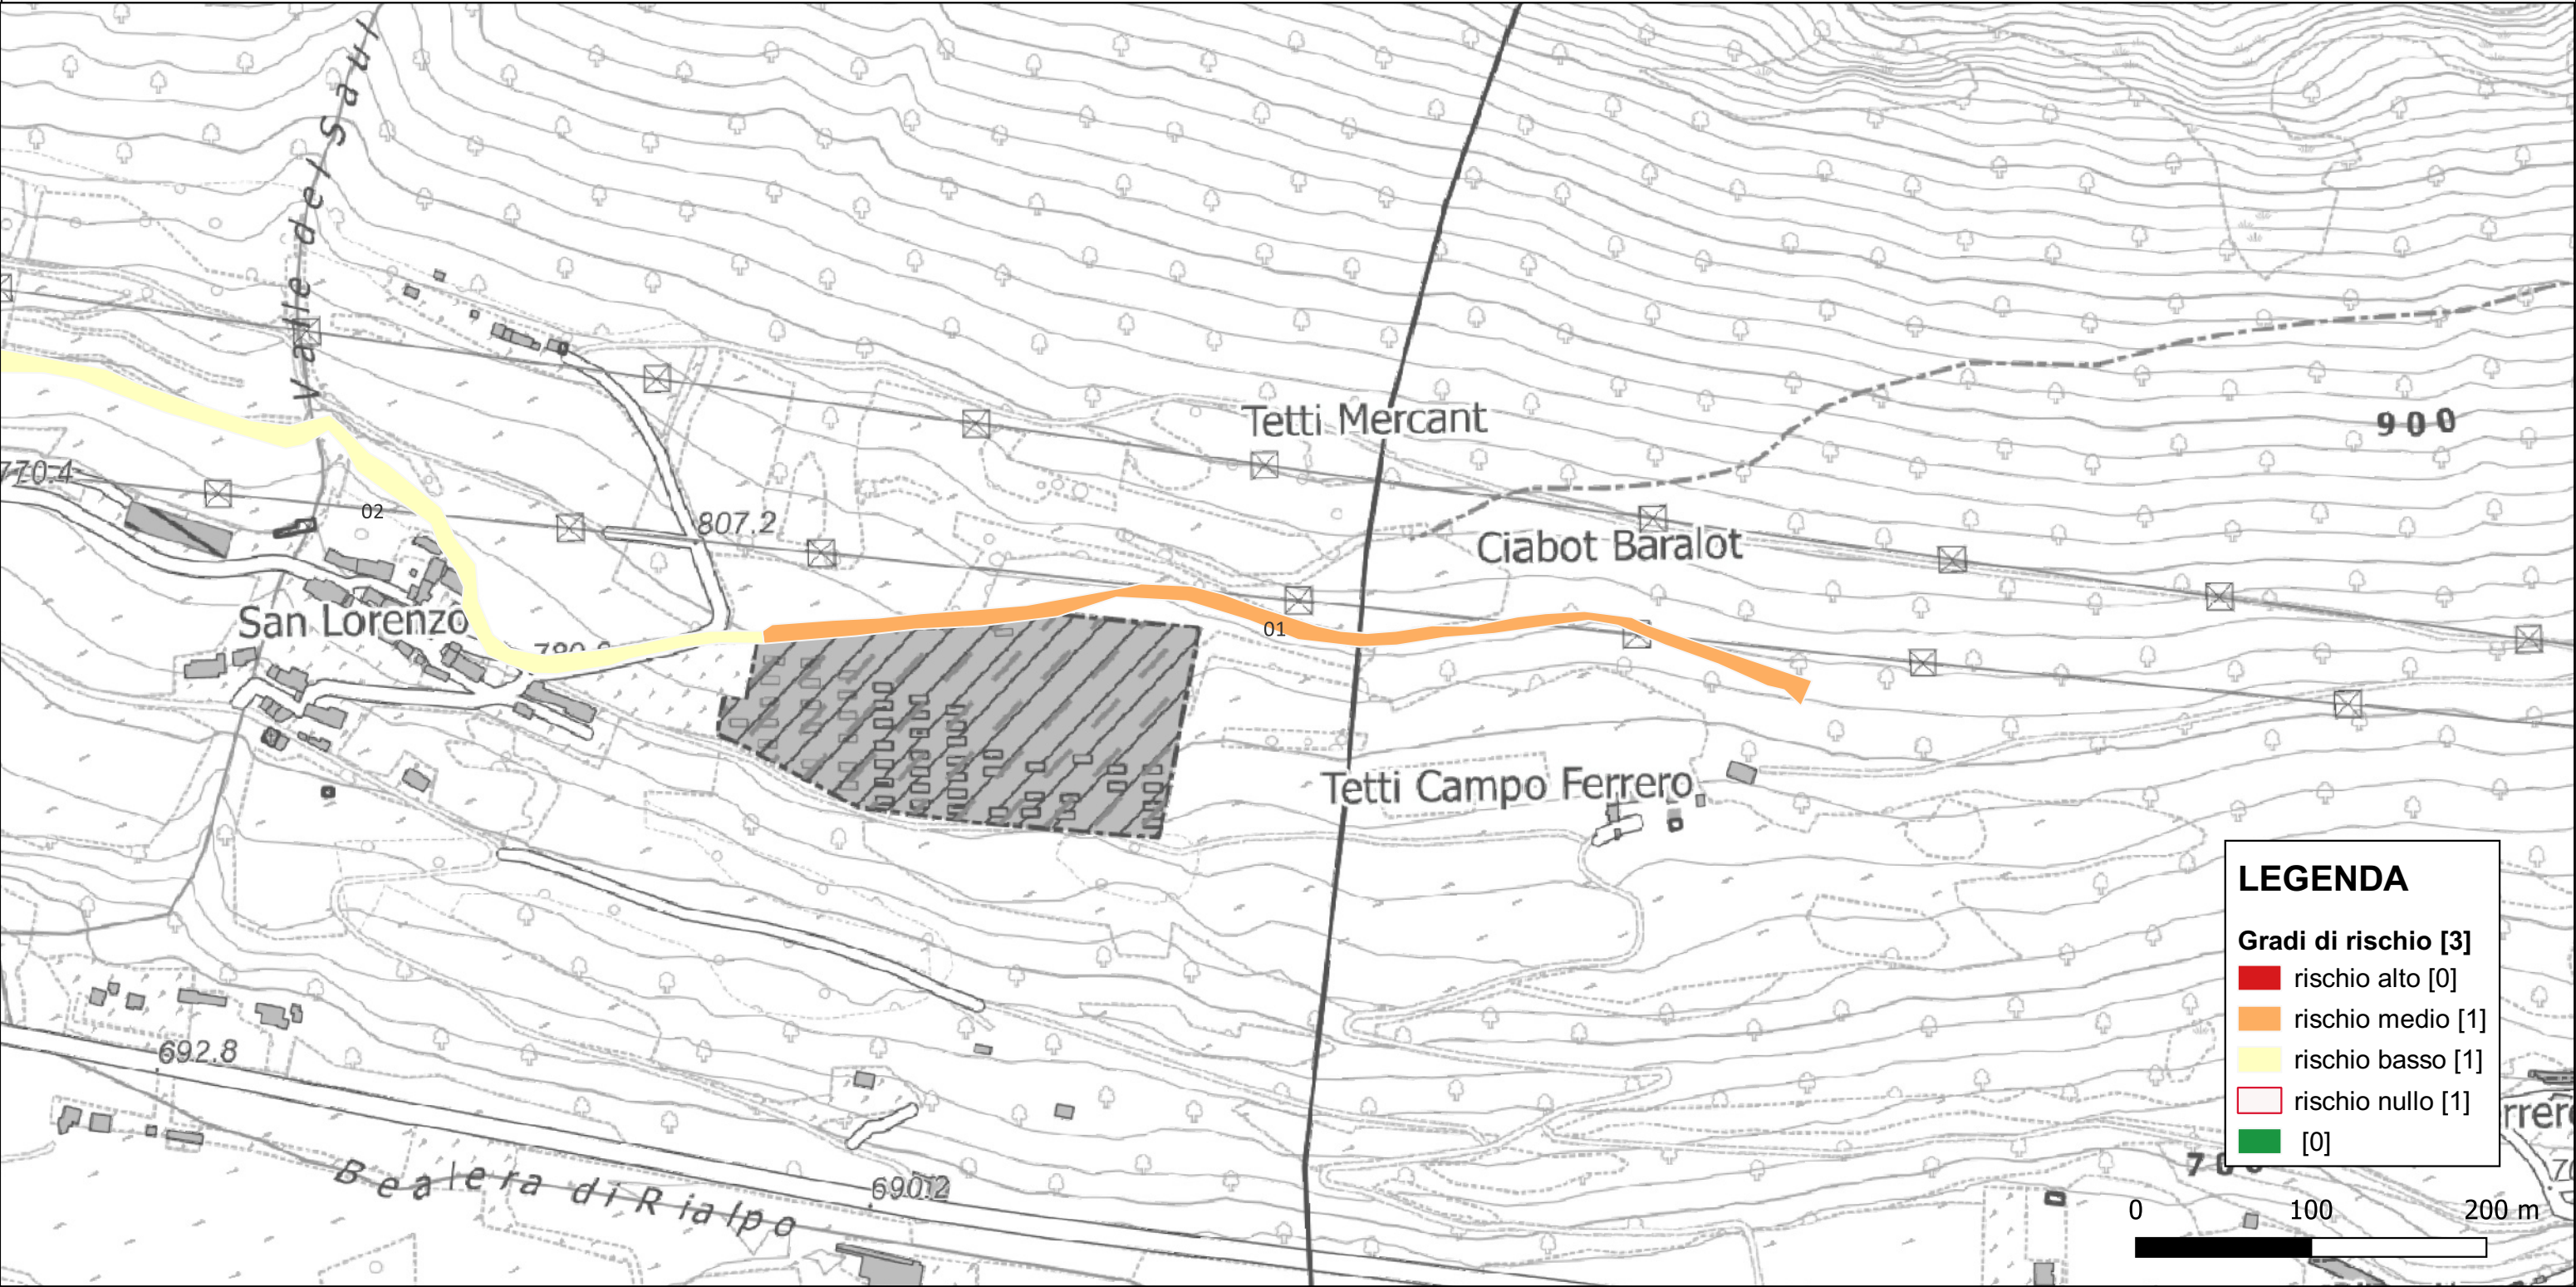 Valle del Saul
Tetti Mercant
900
770.4
02
807.2
Ciabot Baralot
San Lorenzo
01
Tetti Campo Ferrero
LEGENDA
Gradi di rischio [3]
rischio alto [0]
rischio medio [1]
rischio basso [1]
rischio nullo [1]
[0]
692.8
Bealera di Rialpo
690.2
0 100 200 m